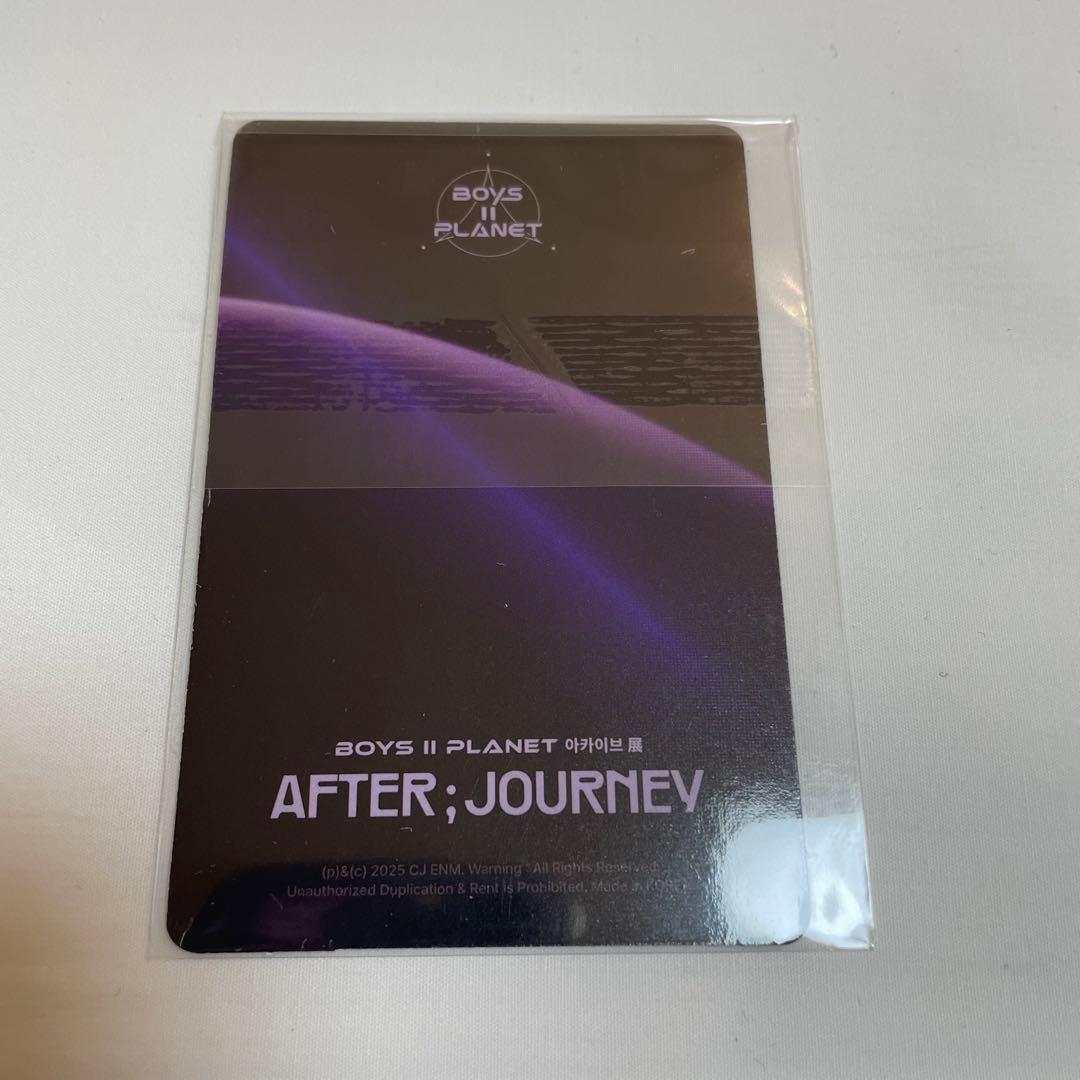 BOYS
II
PLANET
BOYS II PLANET 아카이브 展
AFTER ; JOURNEY
(p)&(c) 2025 CJ ENM. Warning : All Rights Reserved.
Unauthorized Duplication & Rent is Prohibited. Made in KOREA